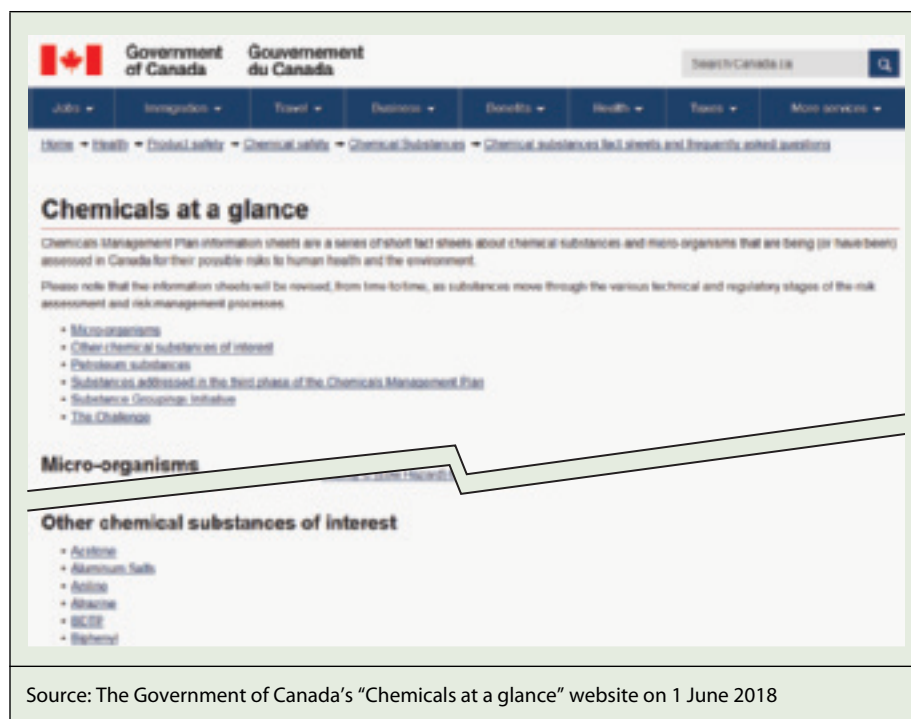 Government
of Canada
Gouvernement
du Canada
Search Canada.ca
Jobs
Immigration
Travel
Business
Benefits
Health
Taxes
More services
Home → Health → Product safety → Chemical safety → Chemical Substances → Chemical substances fact sheets and frequently asked questions
Chemicals at a glance
Chemicals Management Plan information sheets are a series of short fact sheets about chemical substances and micro-organisms that are being (or have been)
assessed in Canada for their possible risks to human health and the environment.
Please note that the information sheets will be revised, from time to time, as substances move through the various technical and regulatory stages of the risk
assessment and risk management processes.
• Micro-organisms
• Other chemical substances of interest
• Petroleum substances
• Substances addressed in the third phase of the Chemicals Management Plan
• Substance Groupings Initiative
• The Challenge
Micro-organisms
Other chemical substances of interest
• Acetone
• Aluminum Salts
• Aniline
• Atrazine
• Biphenyl
Source: The Government of Canada's “Chemicals at a glance” website on 1 June 2018